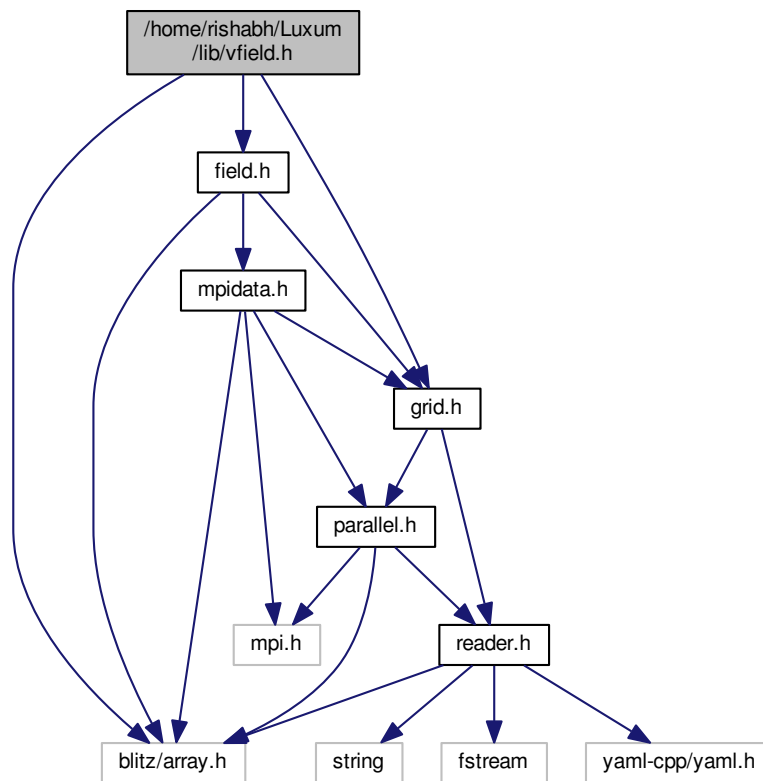 /home/rishabh/Luxum
/lib/vfield.h
field.h
mpidata.h
grid.h
parallel.h
mpi.h
reader.h
blitz/array.h
string
fstream
yaml-cpp/yaml.h